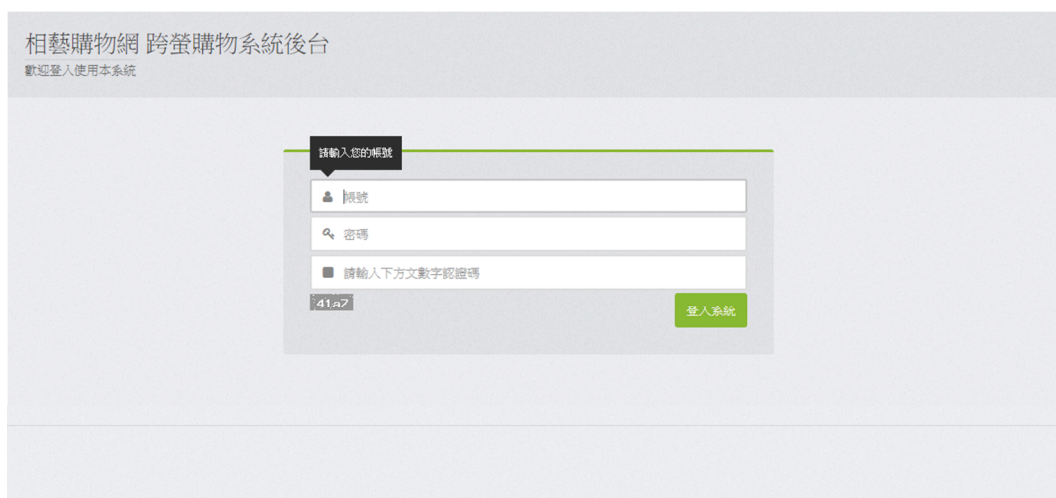 相藝購物網 跨螢購物系統後台
歡迎登入使用本系統
請輸入您的帳號
帳號
密碼
請輸入下方文數字認證碼
41a7
登入系統